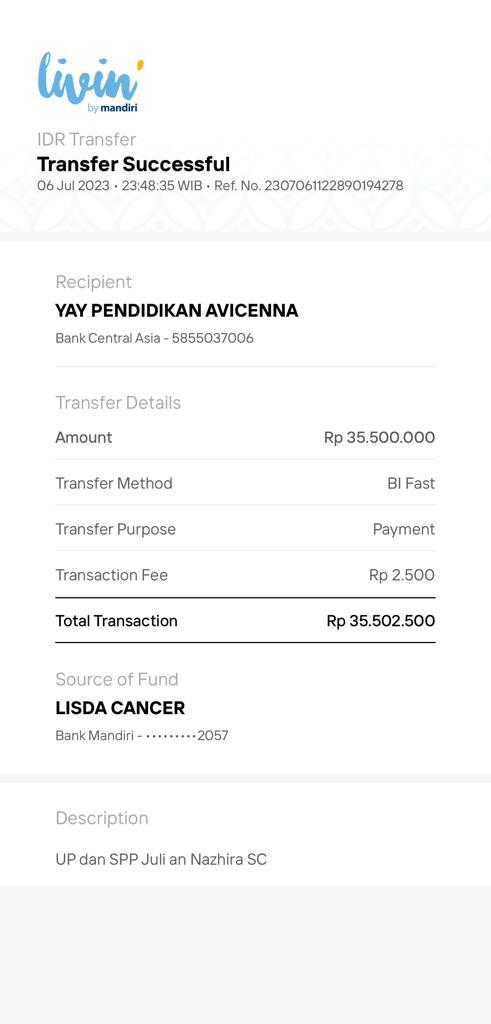 livin'
by mandiri
IDR Transfer
Transfer Successful
06 Jul 2023 • 23:48:35 WIB • Ref. No. 2307061122890194278
Recipient
YAY PENDIDIKAN AVICENNA
Bank Central Asia - 5855037006
Transfer Details
Amount Rp 35.500.000
Transfer Method BI Fast
Transfer Purpose Payment
Transaction Fee Rp 2.500
Total Transaction Rp 35.502.500
Source of Fund
LISDA CANCER
Bank Mandiri - •••••••••2057
Description
UP dan SPP Juli an Nazhira SC